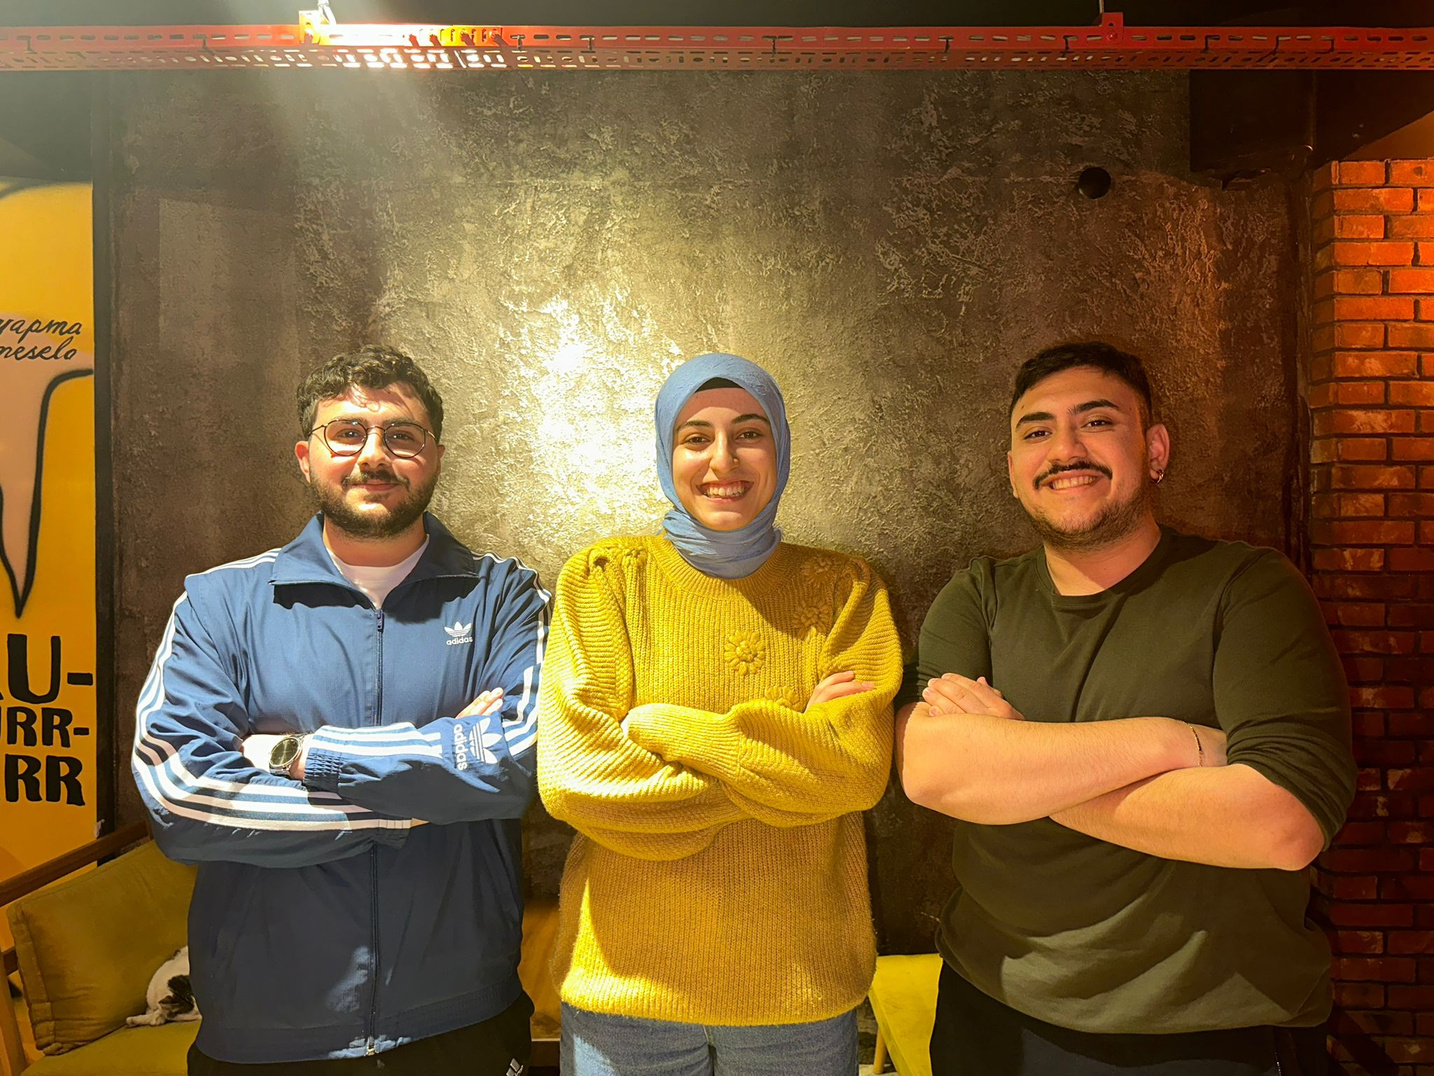 yapma
meselo
U-
RR-
RR
adidas
adidas